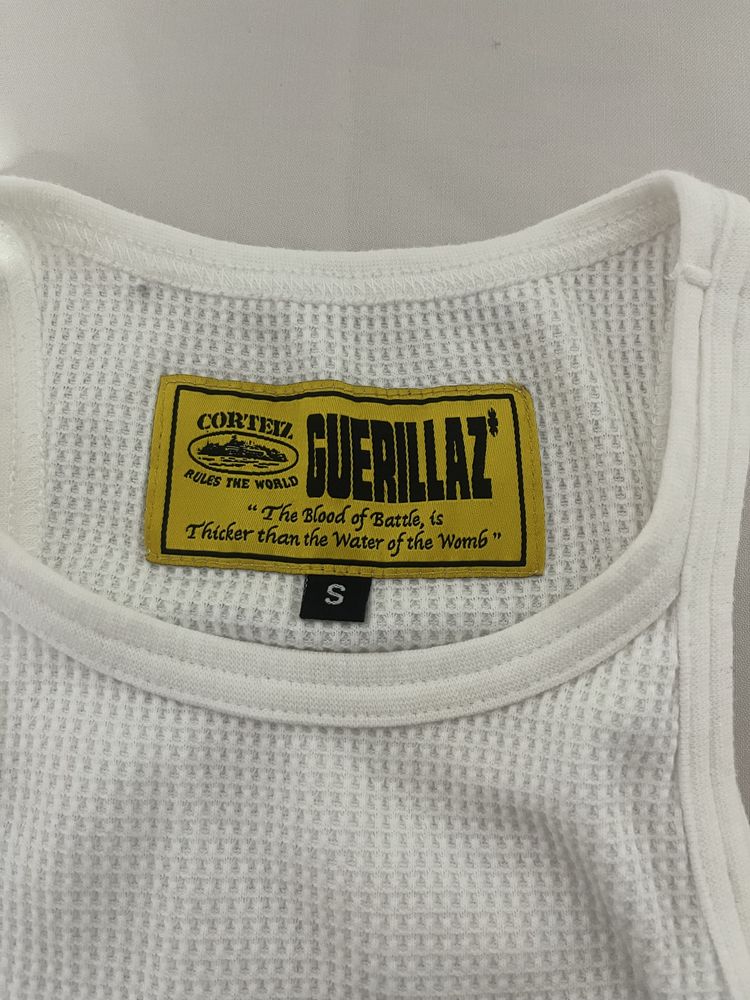 CORTEIZ
RULES THE WORLD
GUERILLAZ
“The Blood of Battle, is
Thicker than the Water of the Womb”
S